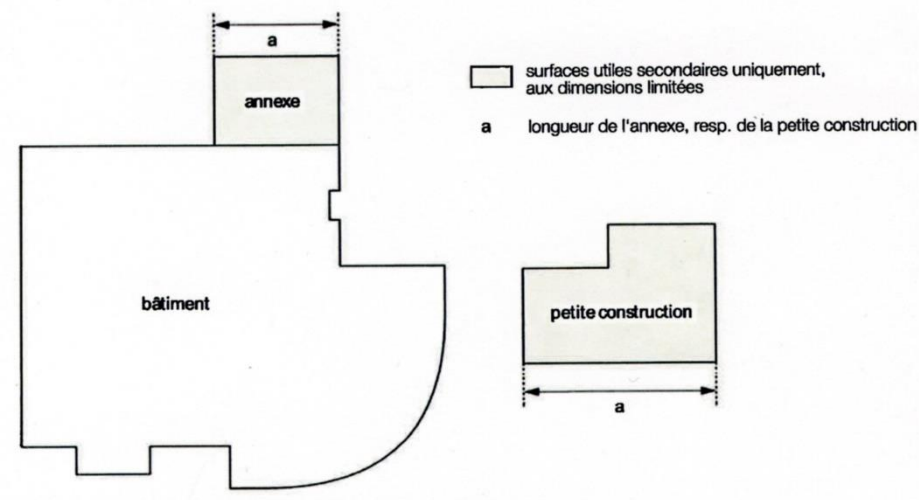 a
annexe
surfaces utiles secondaires uniquement,
aux dimensions limitées
a longueur de l'annexe, resp. de la petite construction
bâtiment
petite construction
a